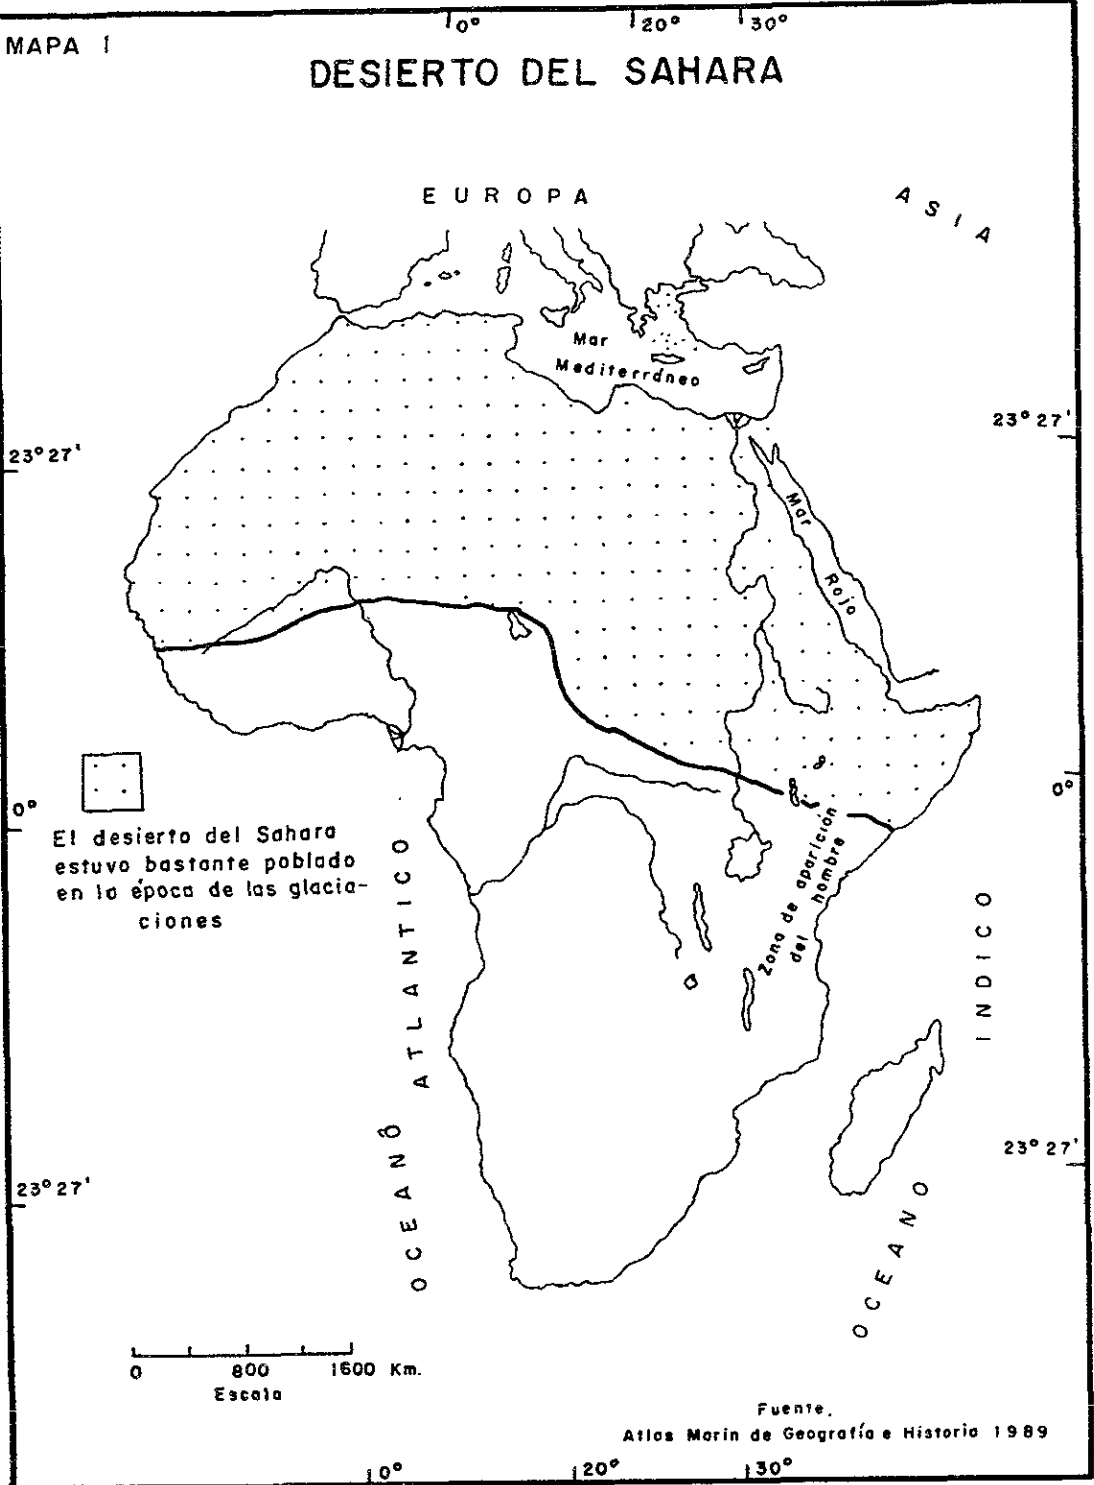 0° 20° 30°
MAPA 1
DESIERTO DEL SAHARA
EUROPA
ASIA
Mar
Mediterráneo
23°27'
23°27'
Mar
Rojo
0°
0°
El desierto del Sahara
estuvo bastante poblado
en la época de las glacia-
ciones
Zona de aparición
del hombre
OCEANÔ ATLANTICO
OCEANO INDICO
23°27'
23°27'
0 800 1600 Km.
Escala
Fuente.
Atlas Marin de Geografía e Historia 1989
0° 20° 30°